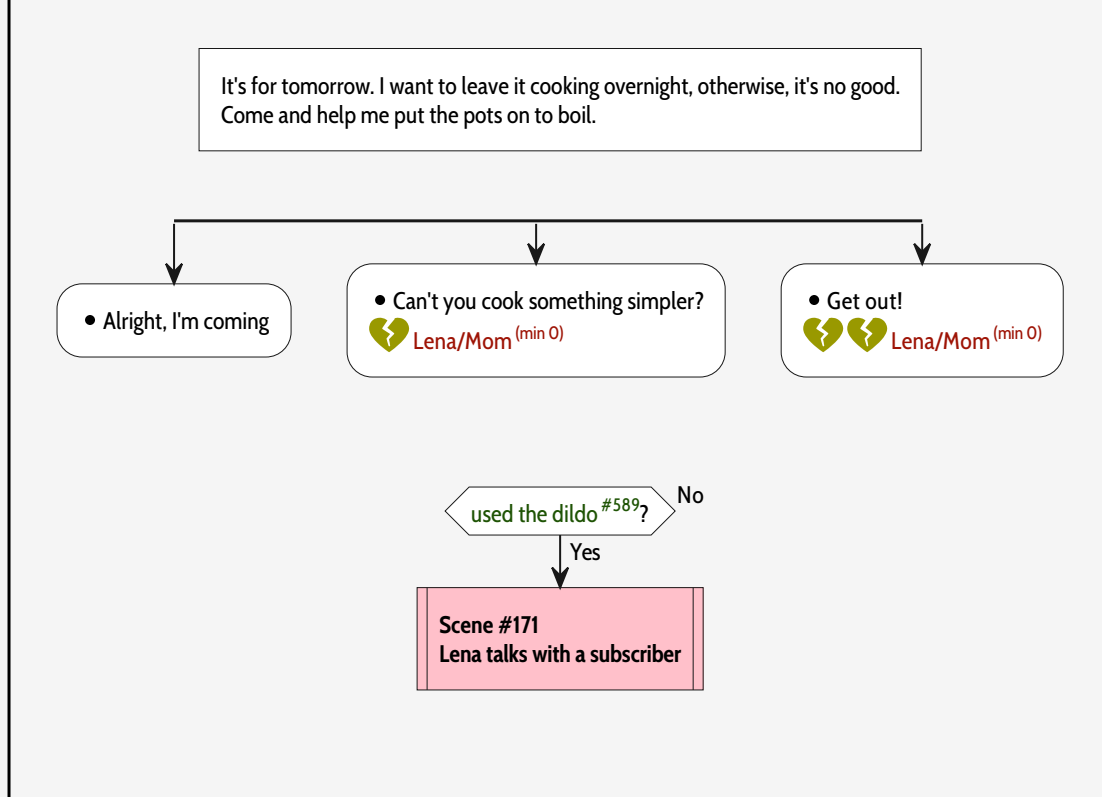 It's for tomorrow. I want to leave it cooking overnight, otherwise, it's no good.
Come and help me put the pots on to boil.
• Alright, I'm coming
• Can't you cook something simpler?
Lena/Mom (min 0)
• Get out!
Lena/Mom (min 0)
used the dildo #589?
No
Yes
Scene #171
Lena talks with a subscriber